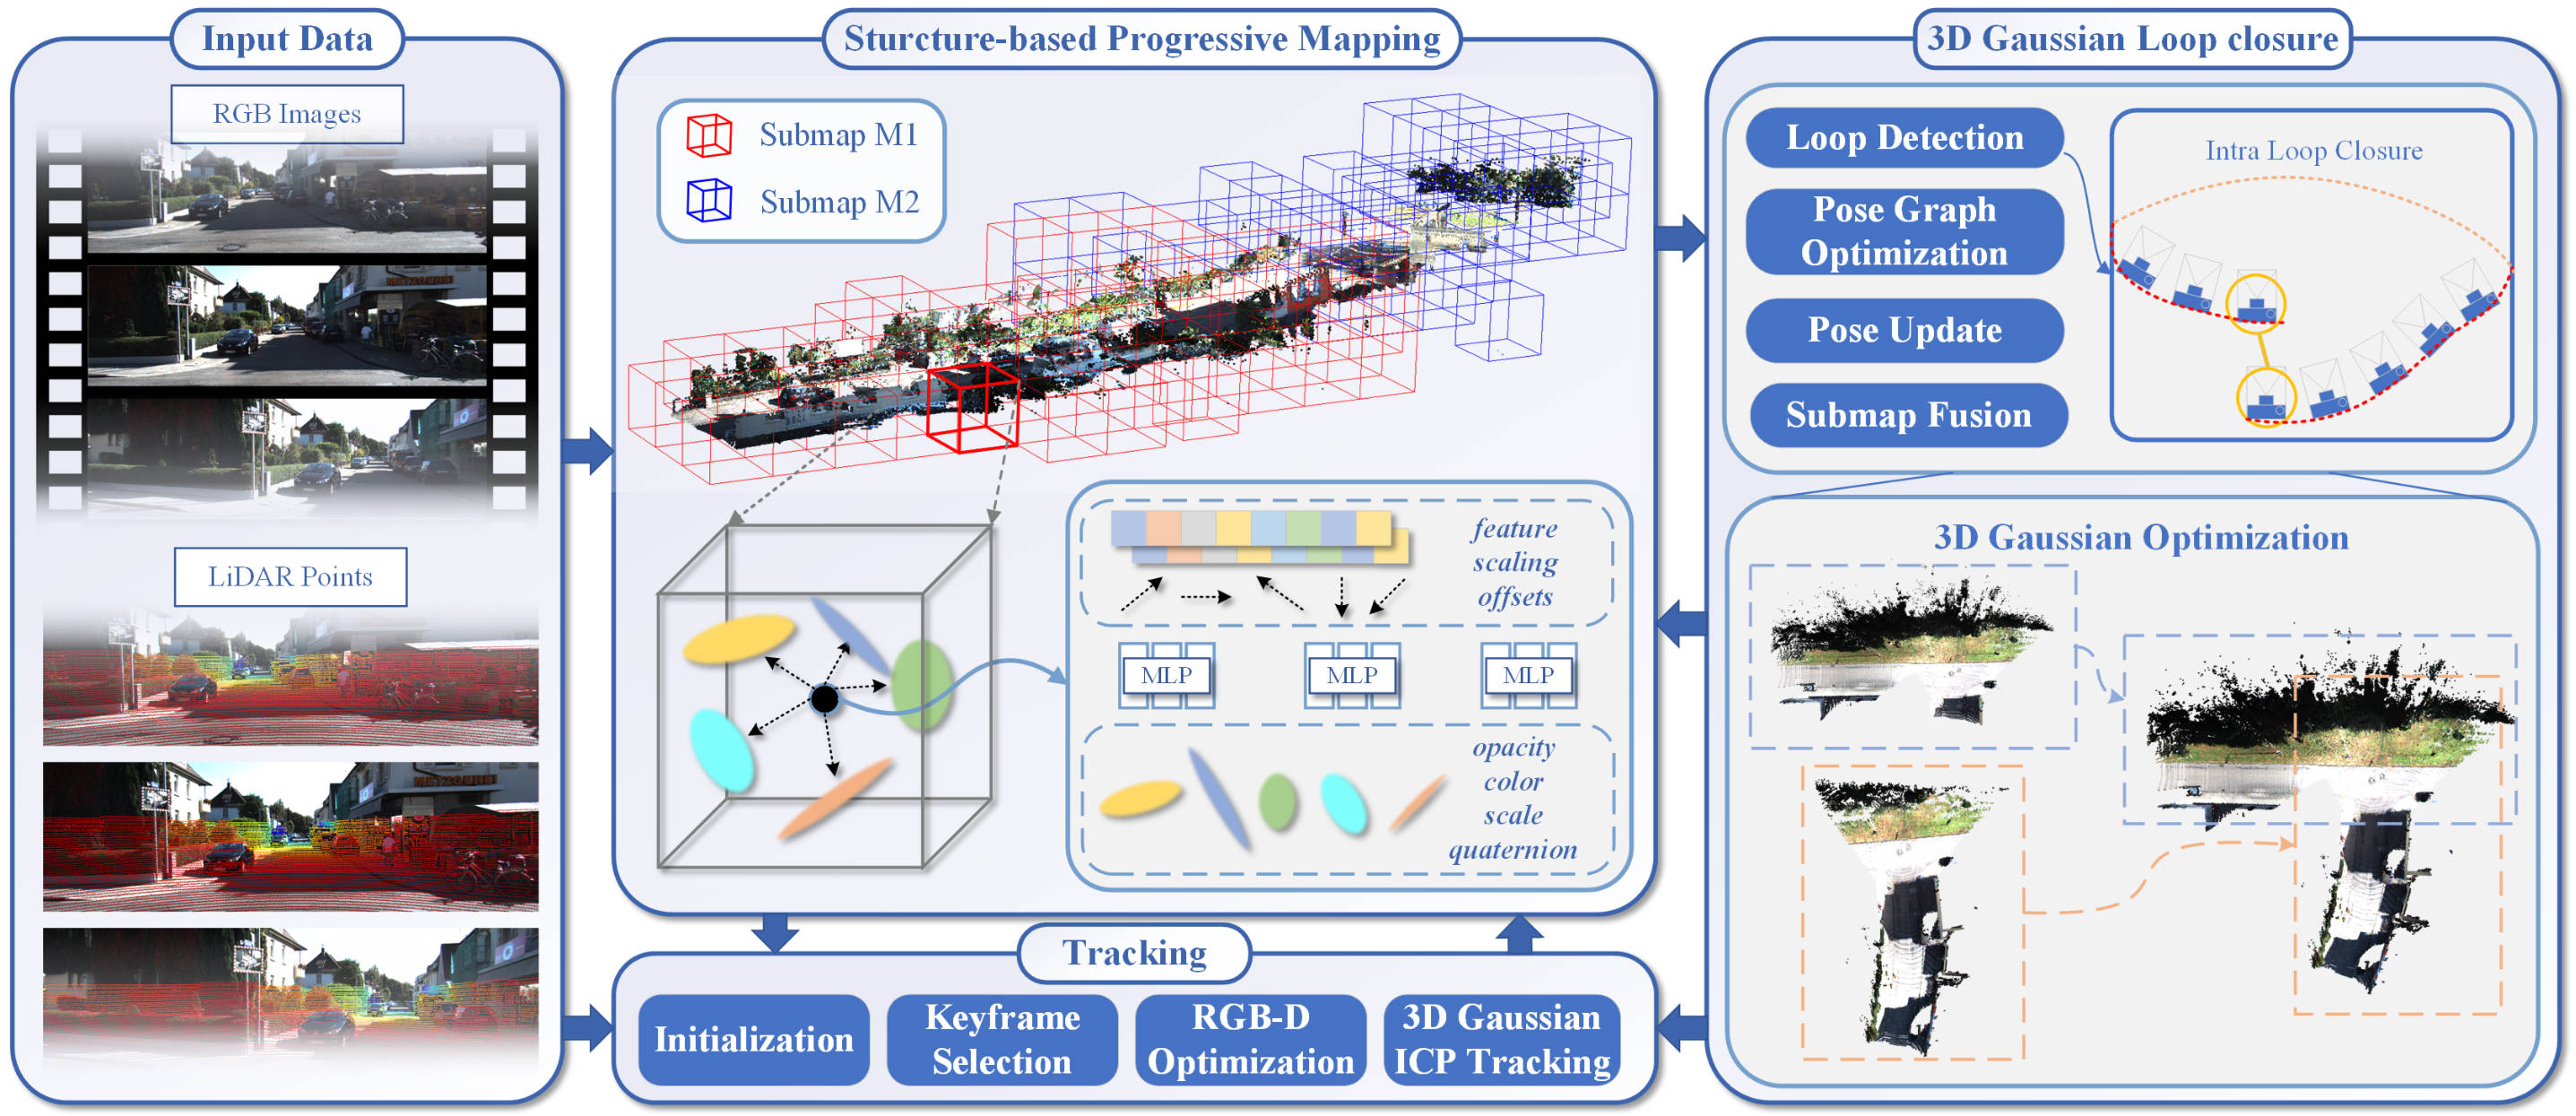 Input Data
RGB Images
LiDAR Points
Sturcture-based Progressive Mapping
Submap M1
Submap M2
feature
scaling
offsets
MLP
MLP
MLP
opacity
color
scale
quaternion
Tracking
Initialization
Keyframe
Selection
RGB-D
Optimization
3D Gaussian
ICP Tracking
3D Gaussian Loop closure
Loop Detection
Pose Graph
Optimization
Pose Update
Submap Fusion
Intra Loop Closure
3D Gaussian Optimization